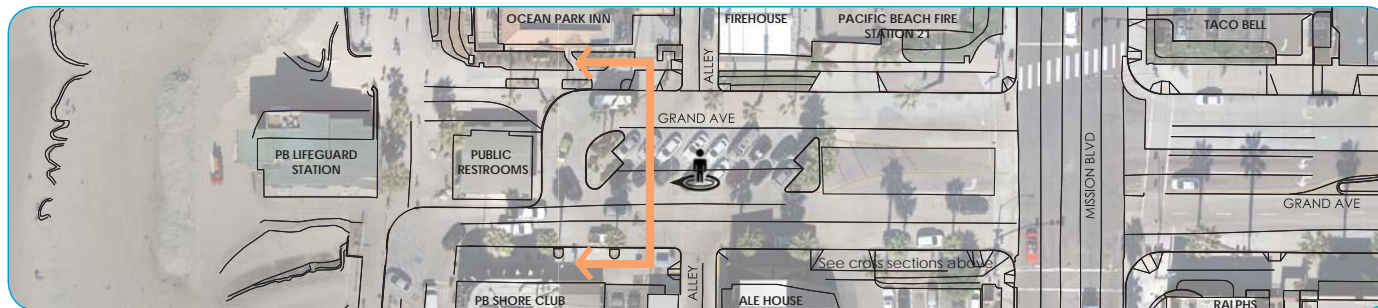 OCEAN PARK INN
FIREHOUSE
PACIFIC BEACH FIRE
STATION 21
TACO BELL
ALLEY
GRAND AVE
PB LIFEGUARD
STATION
PUBLIC
RESTROOMS
MISSION BLVD
GRAND AVE
See cross sections above
PB SHORE CLUB
ALLEY
ALE HOUSE
RALPHS